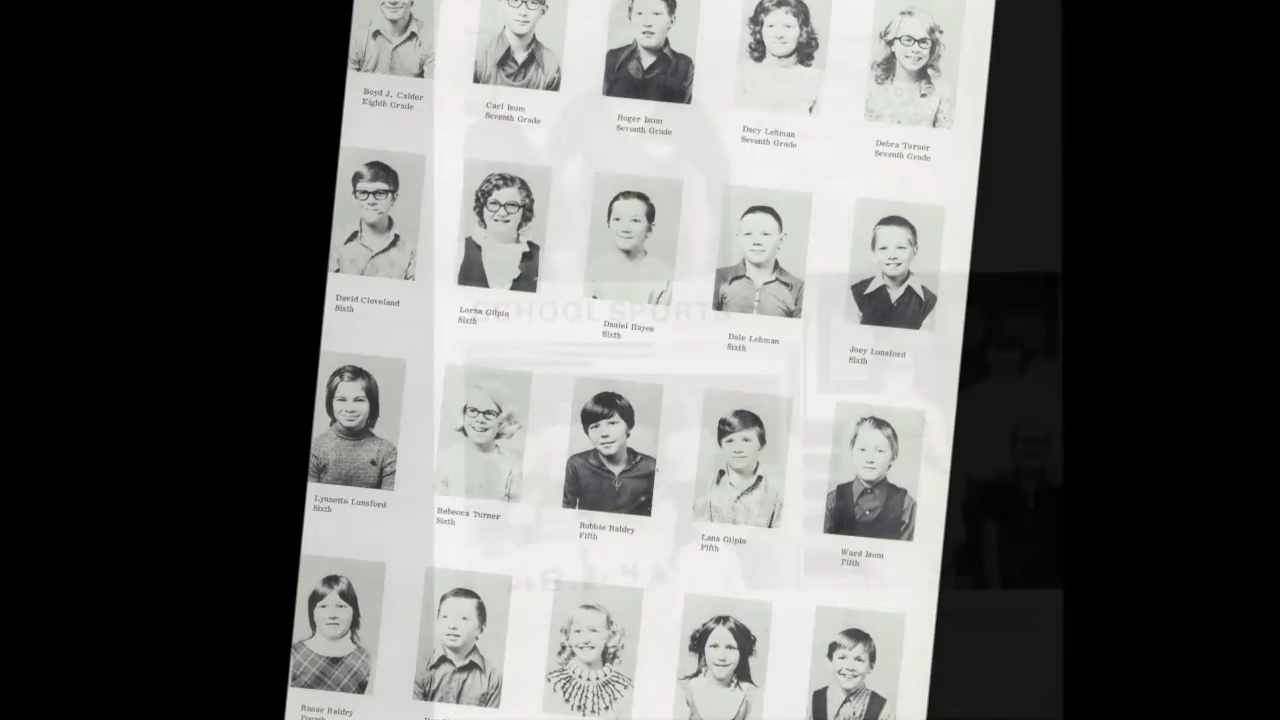 Boyd J. Calder
Eighth Grade
Carl Isom
Seventh Grade
Roger Isom
Seventh Grade
Dacy Lehman
Seventh Grade
Debra Turner
Seventh Grade
David Cleveland
Sixth
Lorna Gilpin
Sixth
Daniel Hayes
Sixth
Dale Lehman
Sixth
Joey Lunsford
Sixth
SCHOOL SPORTS
Lynnette Lunsford
Sixth
Rebecca Turner
Sixth
Robbie Baldry
Fifth
Lana Gilpin
Fifth
Ward Isom
Fifth
Baldry